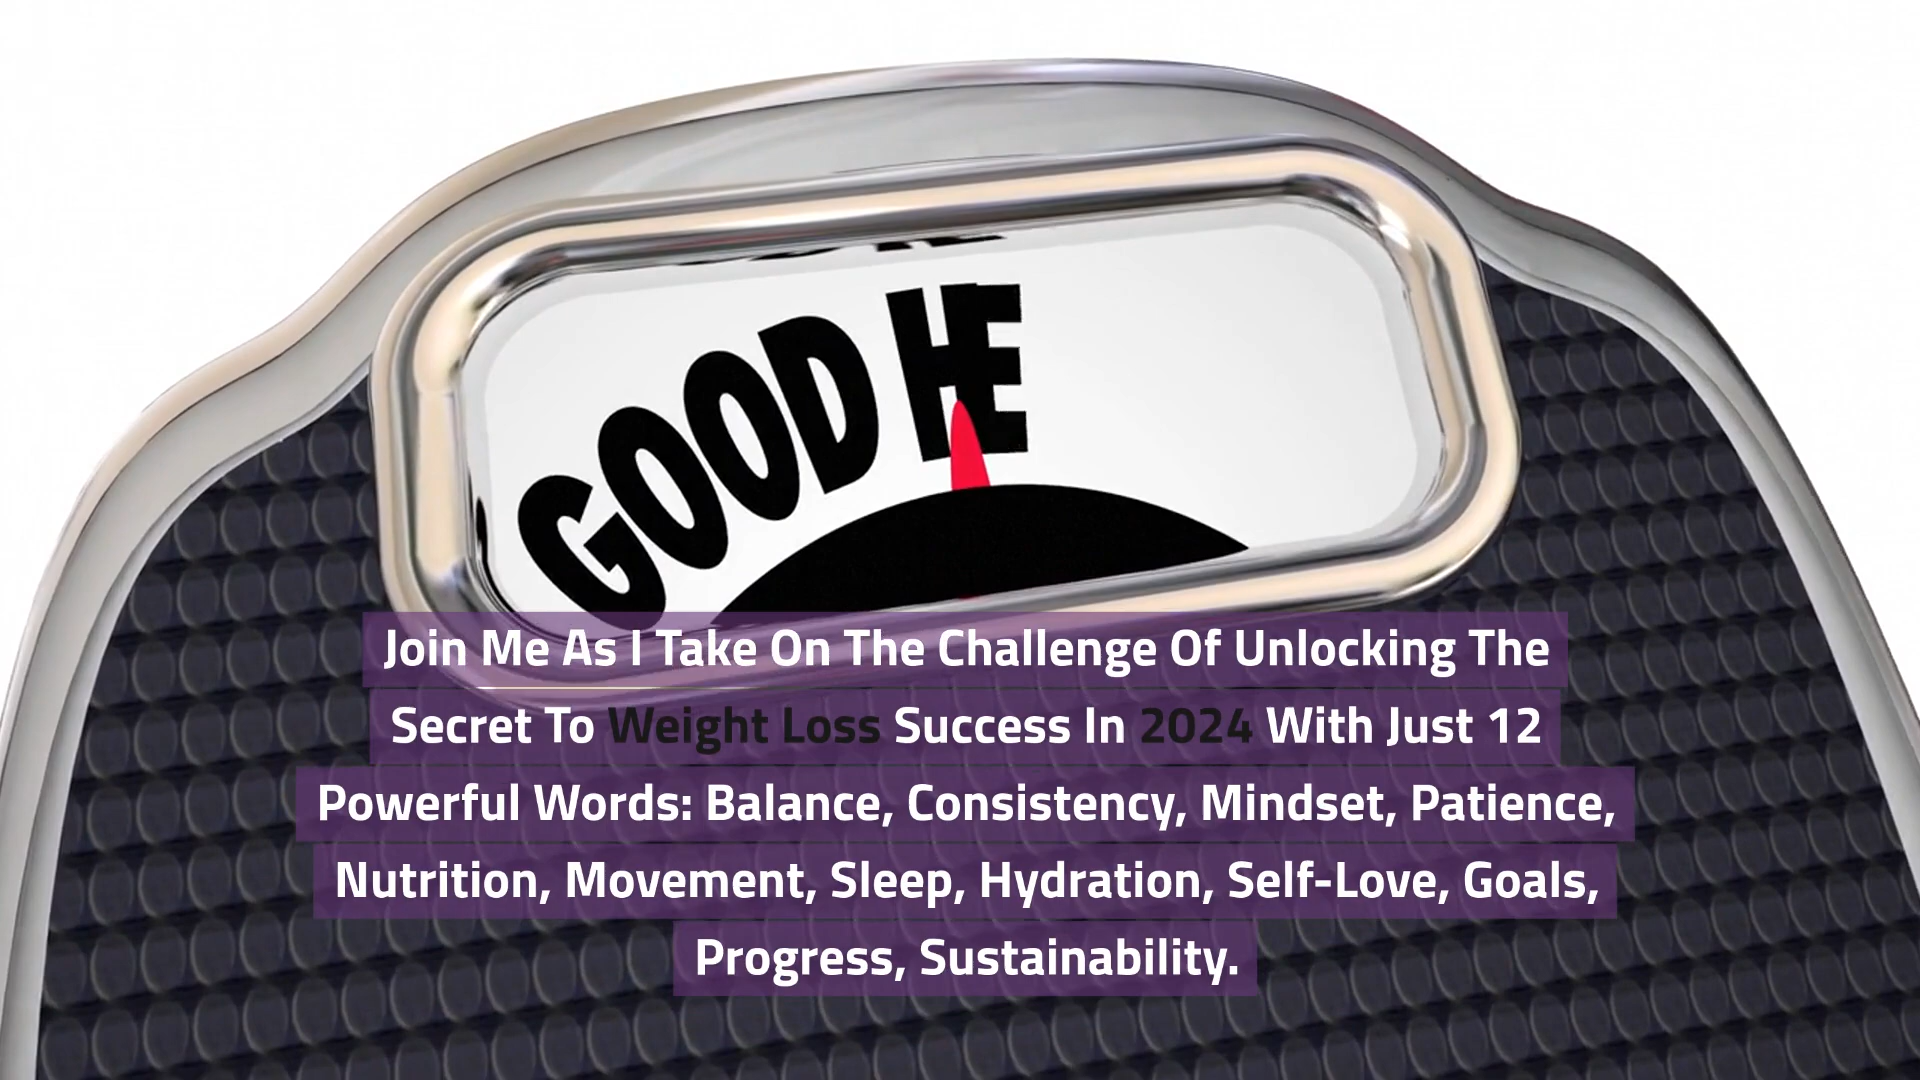 GOOD HE
Join Me As I Take On The Challenge Of Unlocking The
Secret To Weight Loss Success In 2024 With Just 12
Powerful Words: Balance, Consistency, Mindset, Patience,
Nutrition, Movement, Sleep, Hydration, Self-Love, Goals,
Progress, Sustainability.